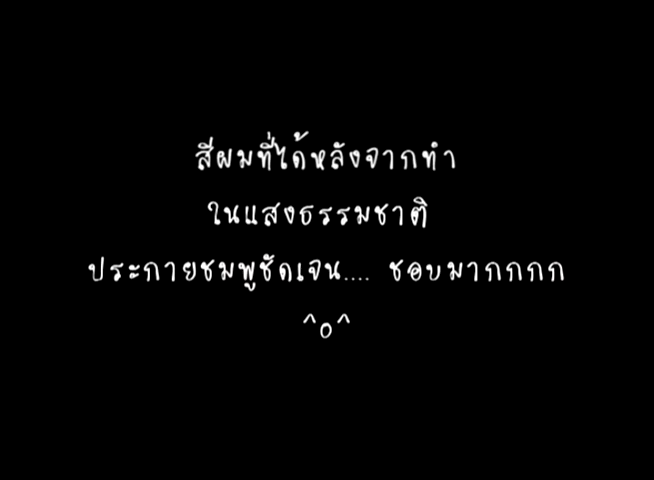 สีผมที่ได้หลังจากทำ
ในแสงธรรมชาติ
ประกายชมพูชัดเจน.... ชอบมากกกก
^o^